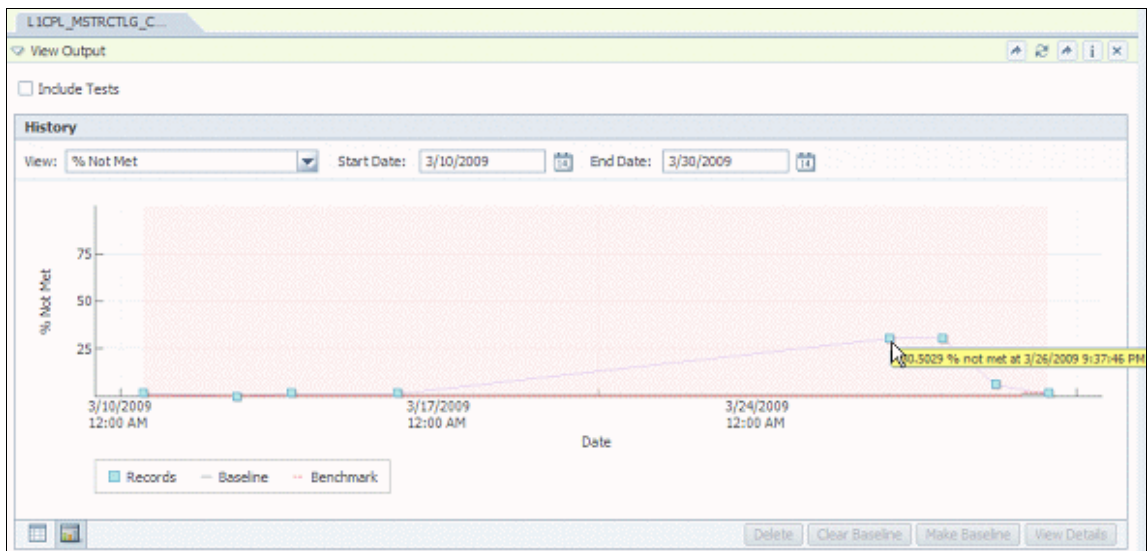 L1CPL_MSTRCTLG_C...
View Output
Include Tests
History
View: % Not Met Start Date: 3/10/2009 14 End Date: 3/30/2009 14
75
50
25
% Not Met
0.5029 % not met at 3/26/2009 9:37:46 PM
3/10/2009 3/17/2009 3/24/2009
12:00 AM 12:00 AM 12:00 AM
Date
Records Baseline Benchmark
Delete Clear Baseline Make Baseline View Details